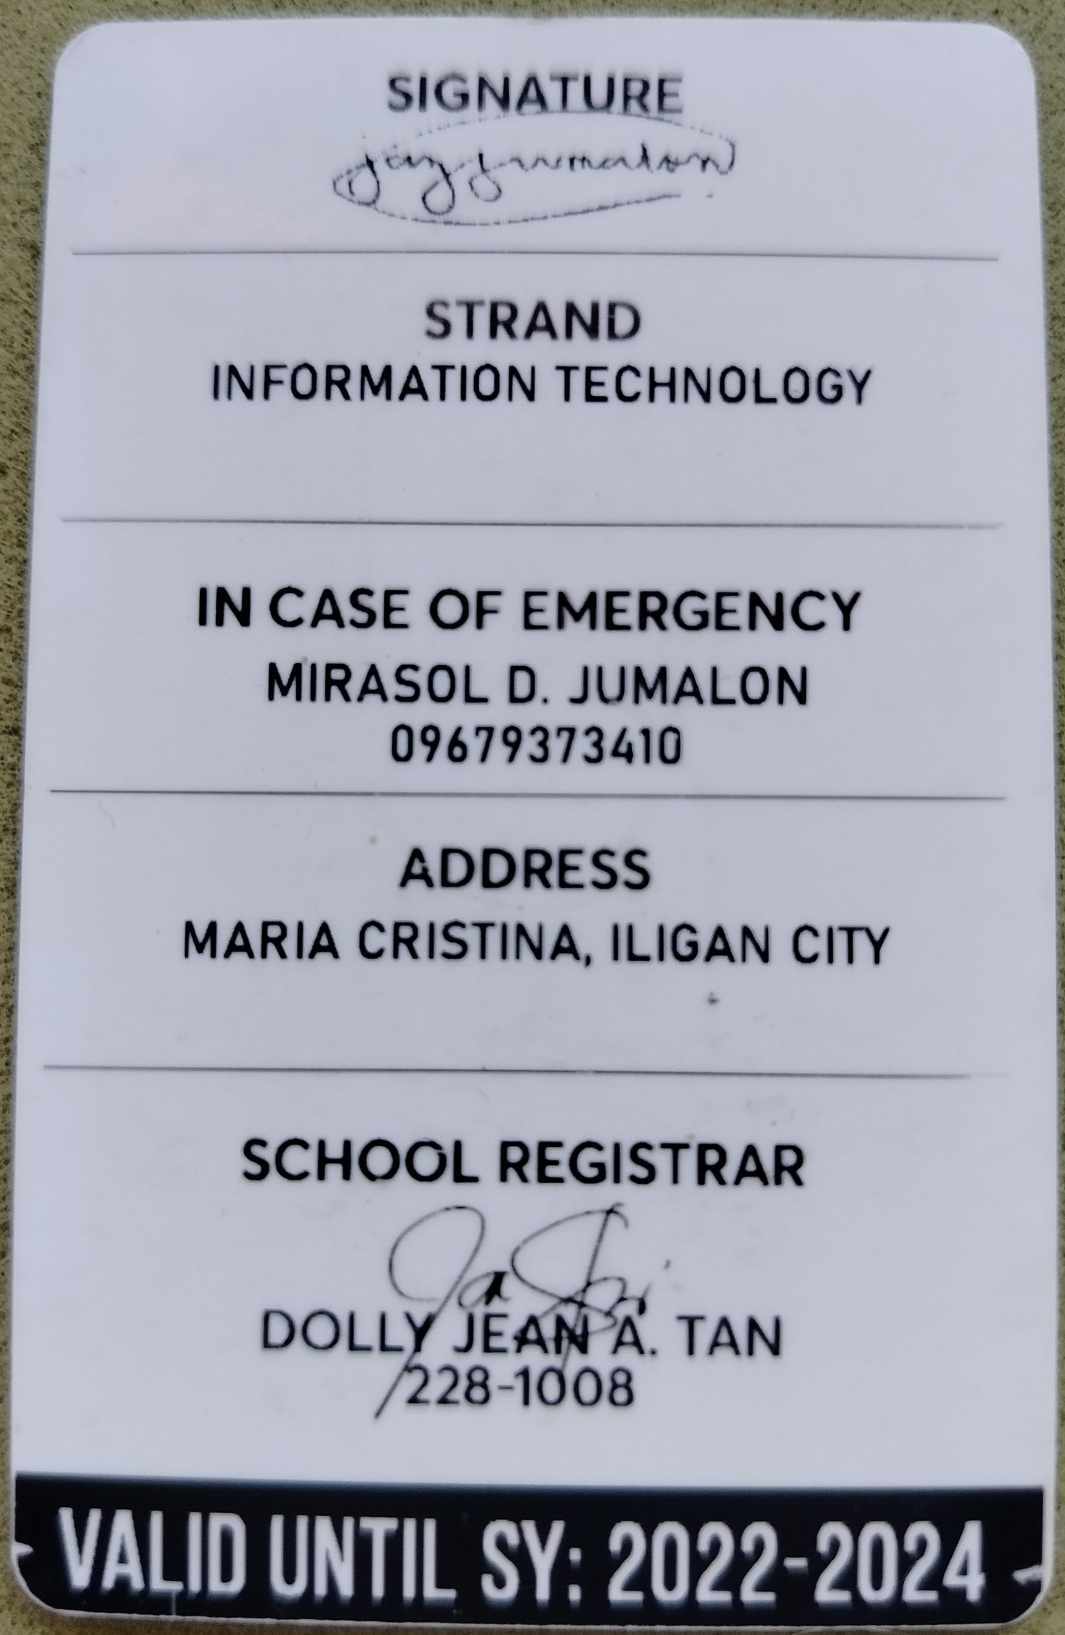 SIGNATURE
jay jumalon
STRAND
INFORMATION TECHNOLOGY
IN CASE OF EMERGENCY
MIRASOL D. JUMALON
09679373410
ADDRESS
MARIA CRISTINA, ILIGAN CITY
SCHOOL REGISTRAR
DOLLY JEAN A. TAN
228-1008
VALID UNTIL SY: 2022-2024